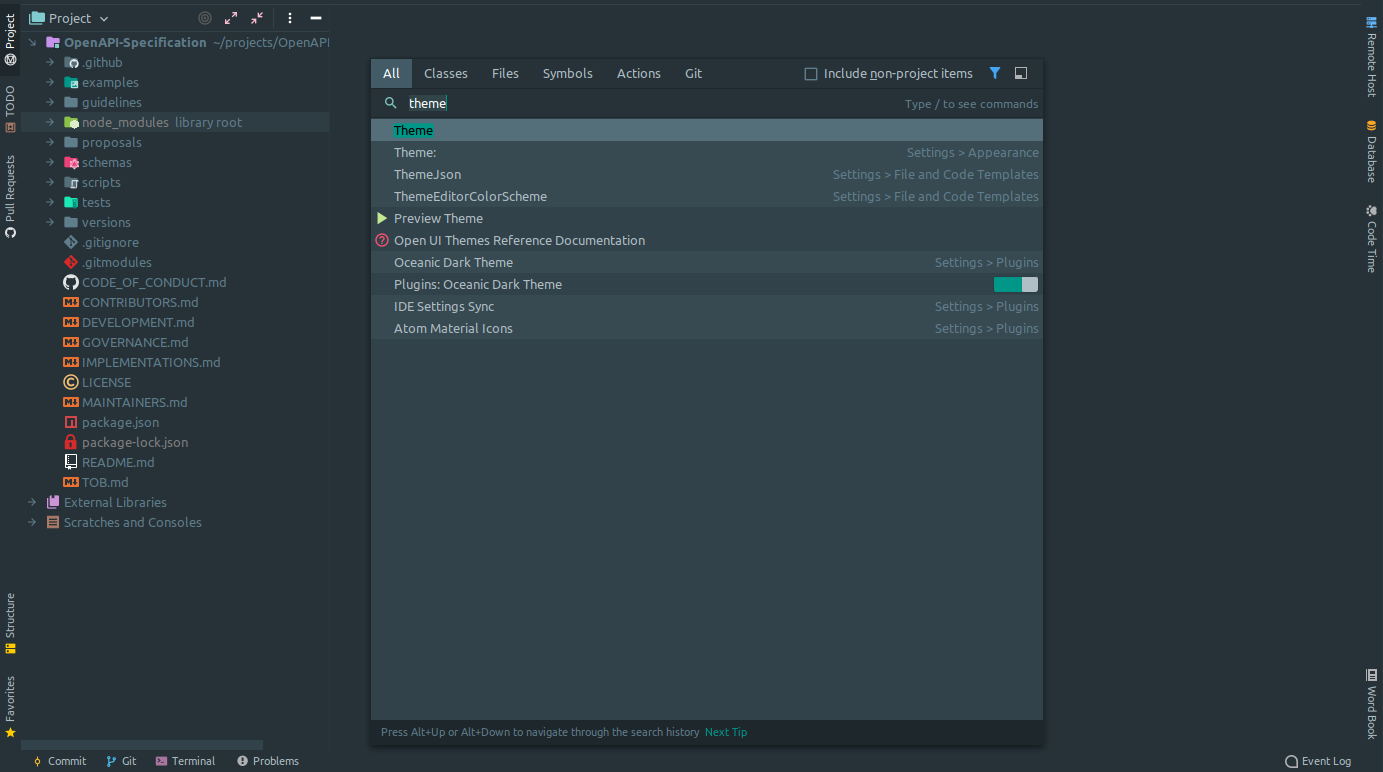 Project
OpenAPI-Specification ~/projects/OpenAPI
.github
examples
guidelines
node_modules library root
proposals
schemas
scripts
tests
versions
.gitignore
.gitmodules
CODE_OF_CONDUCT.md
CONTRIBUTORS.md
DEVELOPMENT.md
GOVERNANCE.md
IMPLEMENTATIONS.md
LICENSE
MAINTAINERS.md
package.json
package-lock.json
README.md
TOB.md
External Libraries
Scratches and Consoles
Project
TODO
Pull Requests
Structure
Favorites
All Classes Files Symbols Actions Git Include non-project items
theme Type / to see commands
Theme
Theme: Settings > Appearance
ThemeJson Settings > File and Code Templates
ThemeEditorColorScheme Settings > File and Code Templates
Preview Theme
Open UI Themes Reference Documentation
Oceanic Dark Theme Settings > Plugins
Plugins: Oceanic Dark Theme
IDE Settings Sync Settings > Plugins
Atom Material Icons Settings > Plugins
Press Alt+Up or Alt+Down to navigate through the search history Next Tip
Remote Host
Database
Code Time
Word Book
Commit Git Terminal Problems Event Log